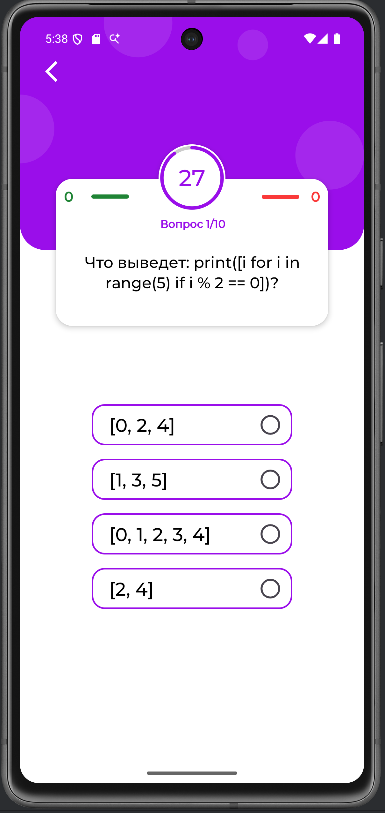 5:38
27
0
0
Вопрос 1/10
Что выведет: print([i for i in
range(5) if i % 2 == 0])?
[0, 2, 4]
[1, 3, 5]
[0, 1, 2, 3, 4]
[2, 4]